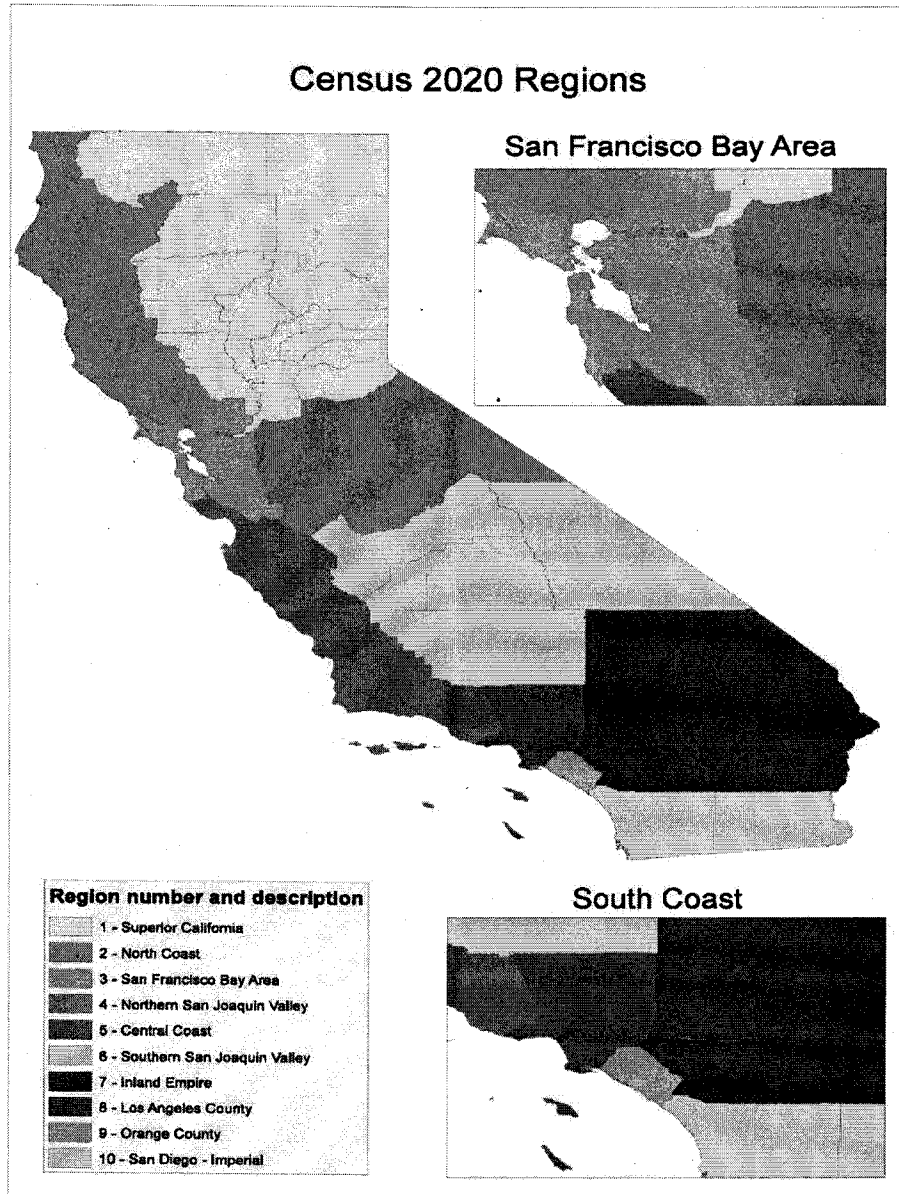 Census 2020 Regions
San Francisco Bay Area
Region number and description
1 - Superior California
2 - North Coast
3 - San Francisco Bay Area
4 - Northern San Joaquin Valley
5 - Central Coast
6 - Southern San Joaquin Valley
7 - Inland Empire
8 - Los Angeles County
9 - Orange County
10 - San Diego - Imperial
South Coast